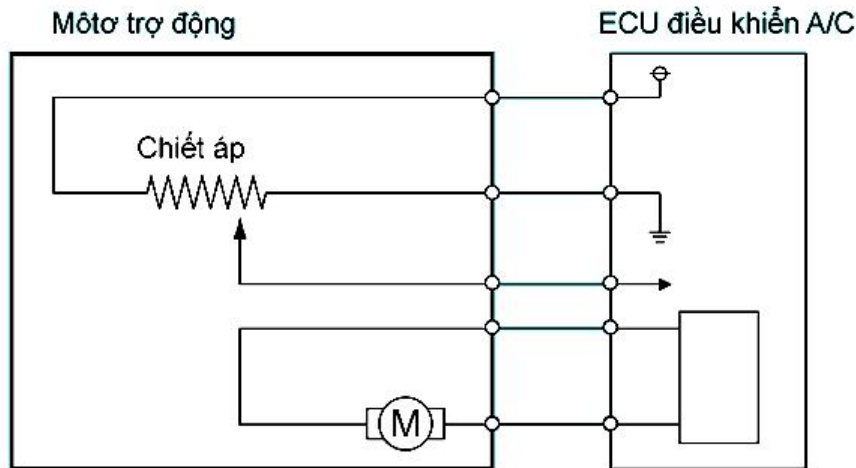 Môtơ trợ động
ECU điều khiển A/C
Chiết áp
M